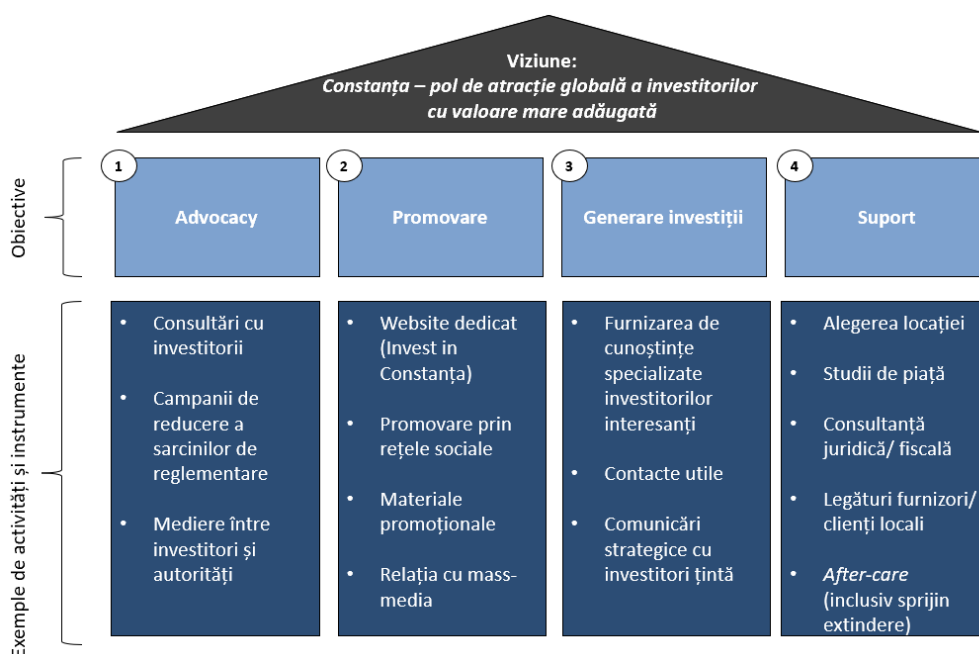 Viziune:
Constanța – pol de atracție globală a investitorilor
cu valoare mare adăugată
Obiective
1
Advocacy
2
Promovare
3
Generare investiții
4
Suport
Exemple de activități și instrumente
• Consultări cu
investitorii
• Campanii de
reducere a
sarcinilor de
reglementare
• Mediere între
investitori și
autorități
• Website dedicat
(Invest in
Constanța)
• Promovare prin
rețele sociale
• Materiale
promoționale
• Relația cu mass-
media
• Furnizarea de
cunoștințe
specializate
investitorilor
interesanți
• Contacte utile
• Comunicări
strategice cu
investitori țintă
• Alegerea locației
• Studii de piață
• Consultanță
juridică/ fiscală
• Legături furnizori/
clienți locali
• After-care
(inclusiv sprijin
extindere)